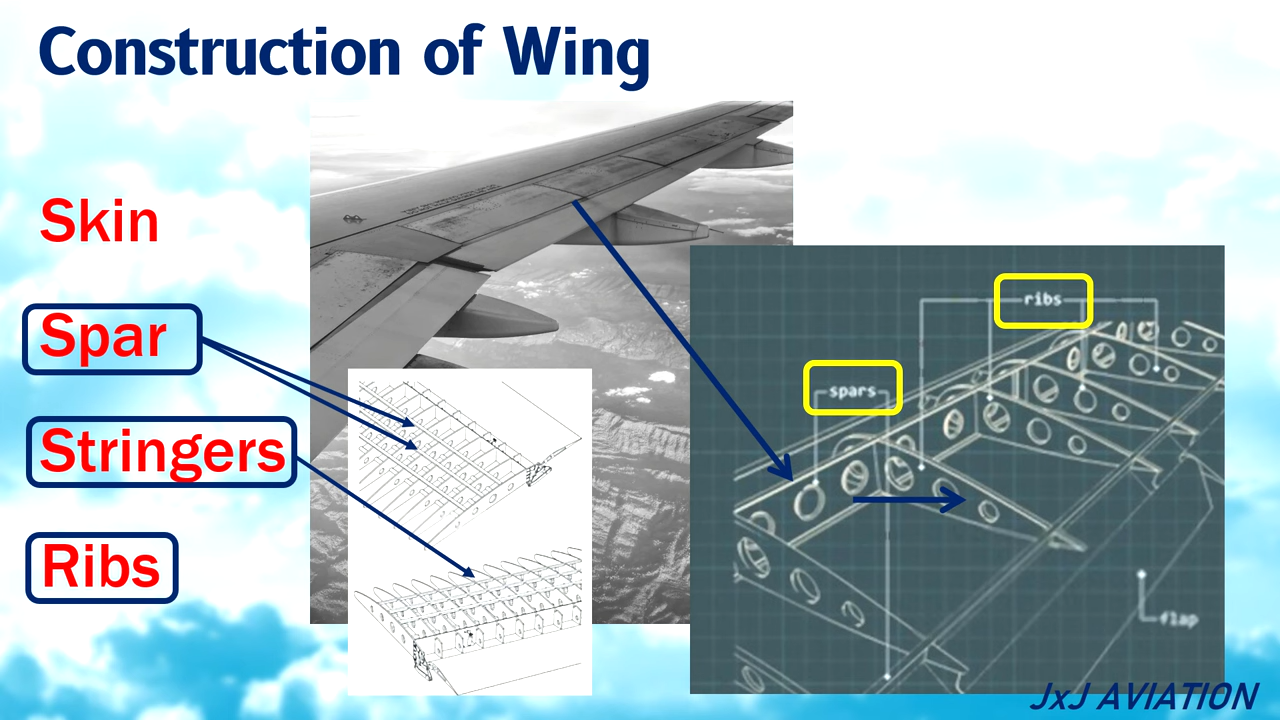 Construction of Wing
Skin
Spar
Stringers
Ribs
ribs
spars
flap
JxJ AVIATION